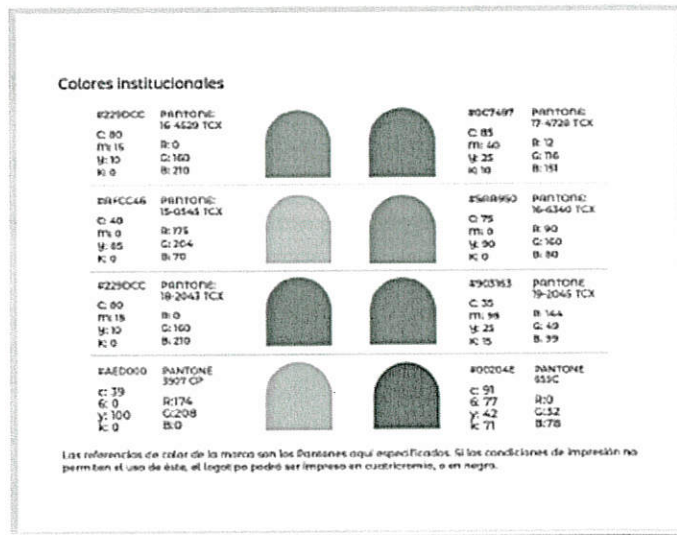 Colores institucionales
#229DCC PANTONE:
16-4529 TCX
C: 80
m: 15 R: 0
y: 10 G: 160
k: 0 B: 210
#0C7497 PANTONE:
17-4728 TCX
C: 85
m: 40 R: 12
y: 25 G: 116
k: 10 B: 151
#AFCC46 PANTONE:
15-0545 TCX
C: 40
m: 0 R: 175
y: 85 G: 204
k: 0 B: 70
PANTONE:
16-6340 TCX
C: 75
m: 0 R: 90
y: 90 G: 160
k: 0 B: 80
#229DCC PANTONE:
18-2043 TCX
C: 80
m: 15 R: 0
y: 10 G: 160
k: 0 B: 210
#903163 PANTONE
19-2045 TCX
C: 35
m: 95 R: 144
y: 25 G: 49
k: 15 B: 99
#AED000 PANTONE
3507 CP
c: 39
6: 0 R:174
y: 100 G:208
k: 0 B:0
#00204E PANTONE
655C
c: 91
6: 77 R:0
y: 42 G:32
k: 71 B:78
Las referencias de color de la marca son los Pantones aquí especificados. Si las condiciones de impresión no
permiten el uso de éste, el logotipo podrá ser impreso en cuatricromía, o en negro.